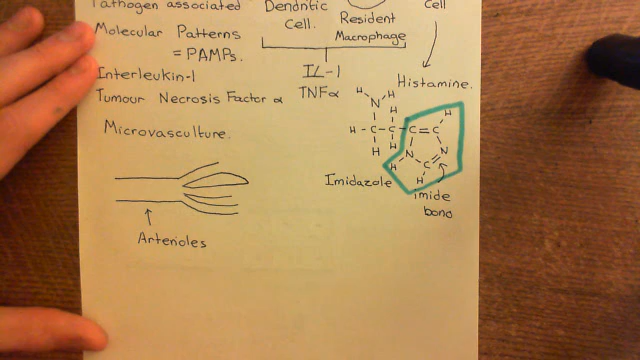 Pathogen associated
Molecular Patterns
= PAMPs.
Interleukin-1
Tumour Necrosis Factor α
Microvasculture.
Arterioles
Dendritic
Cell.
Resident
Macrophage
IL-1
TNFα
Cell
Histamine.
H H
N H
H - C - C - C = C H
H H N N
H C
H
Imidazole
imide
bond